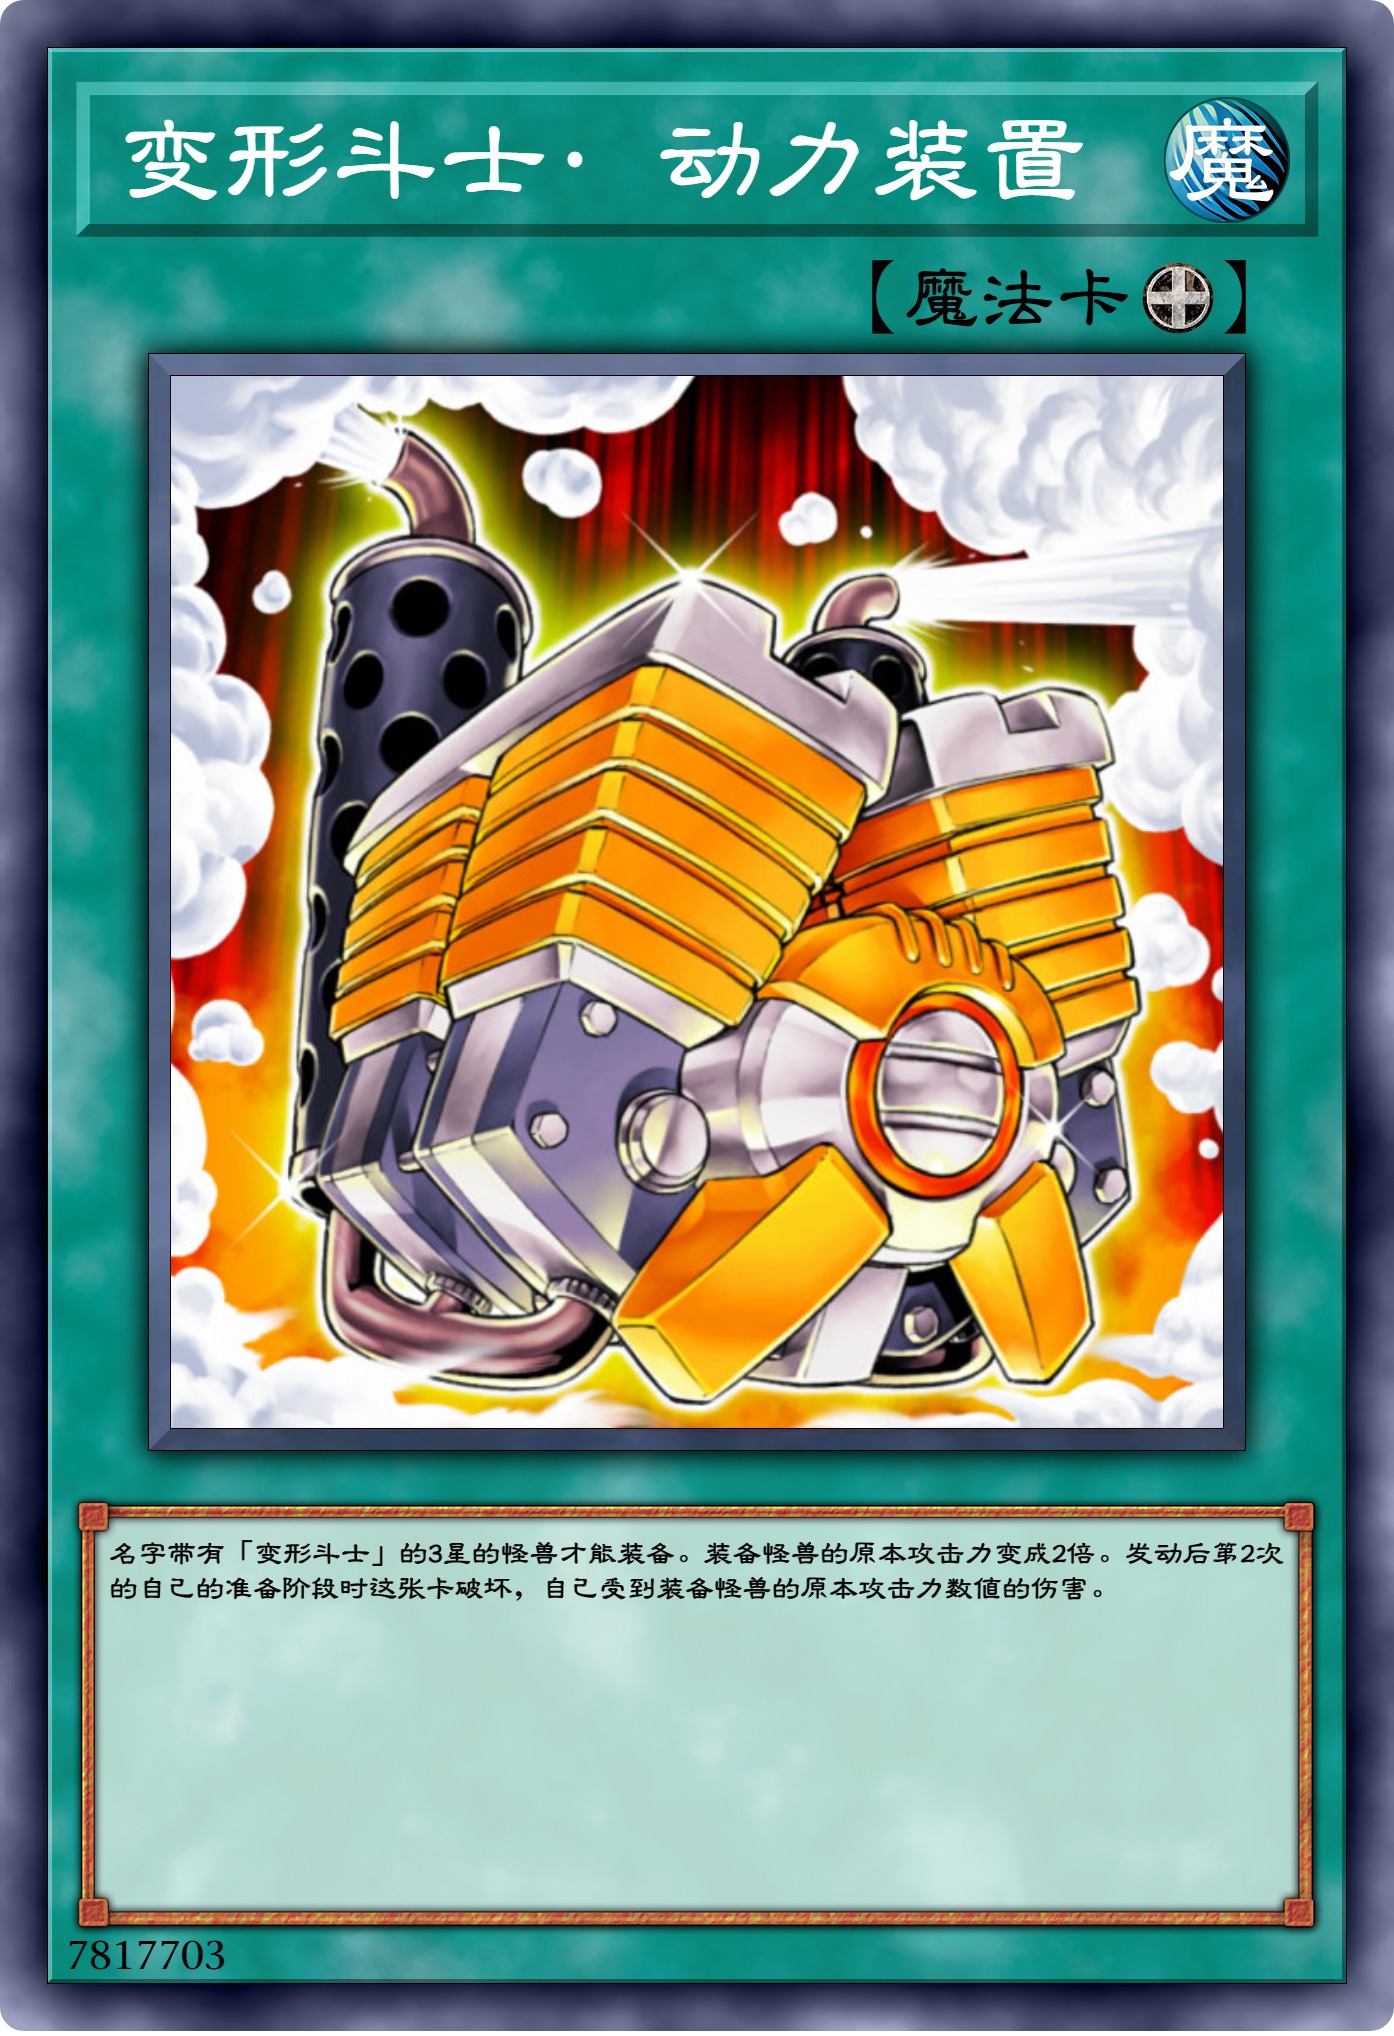 变形斗士·动力装置 魔
【魔法卡】
名字带有「变形斗士」的3星的怪兽才能装备。装备怪兽的原本攻击力变成2倍。发动后第2次
的自己的准备阶段时这张卡破坏，自己受到装备怪兽的原本攻击力数值的伤害。
7817703